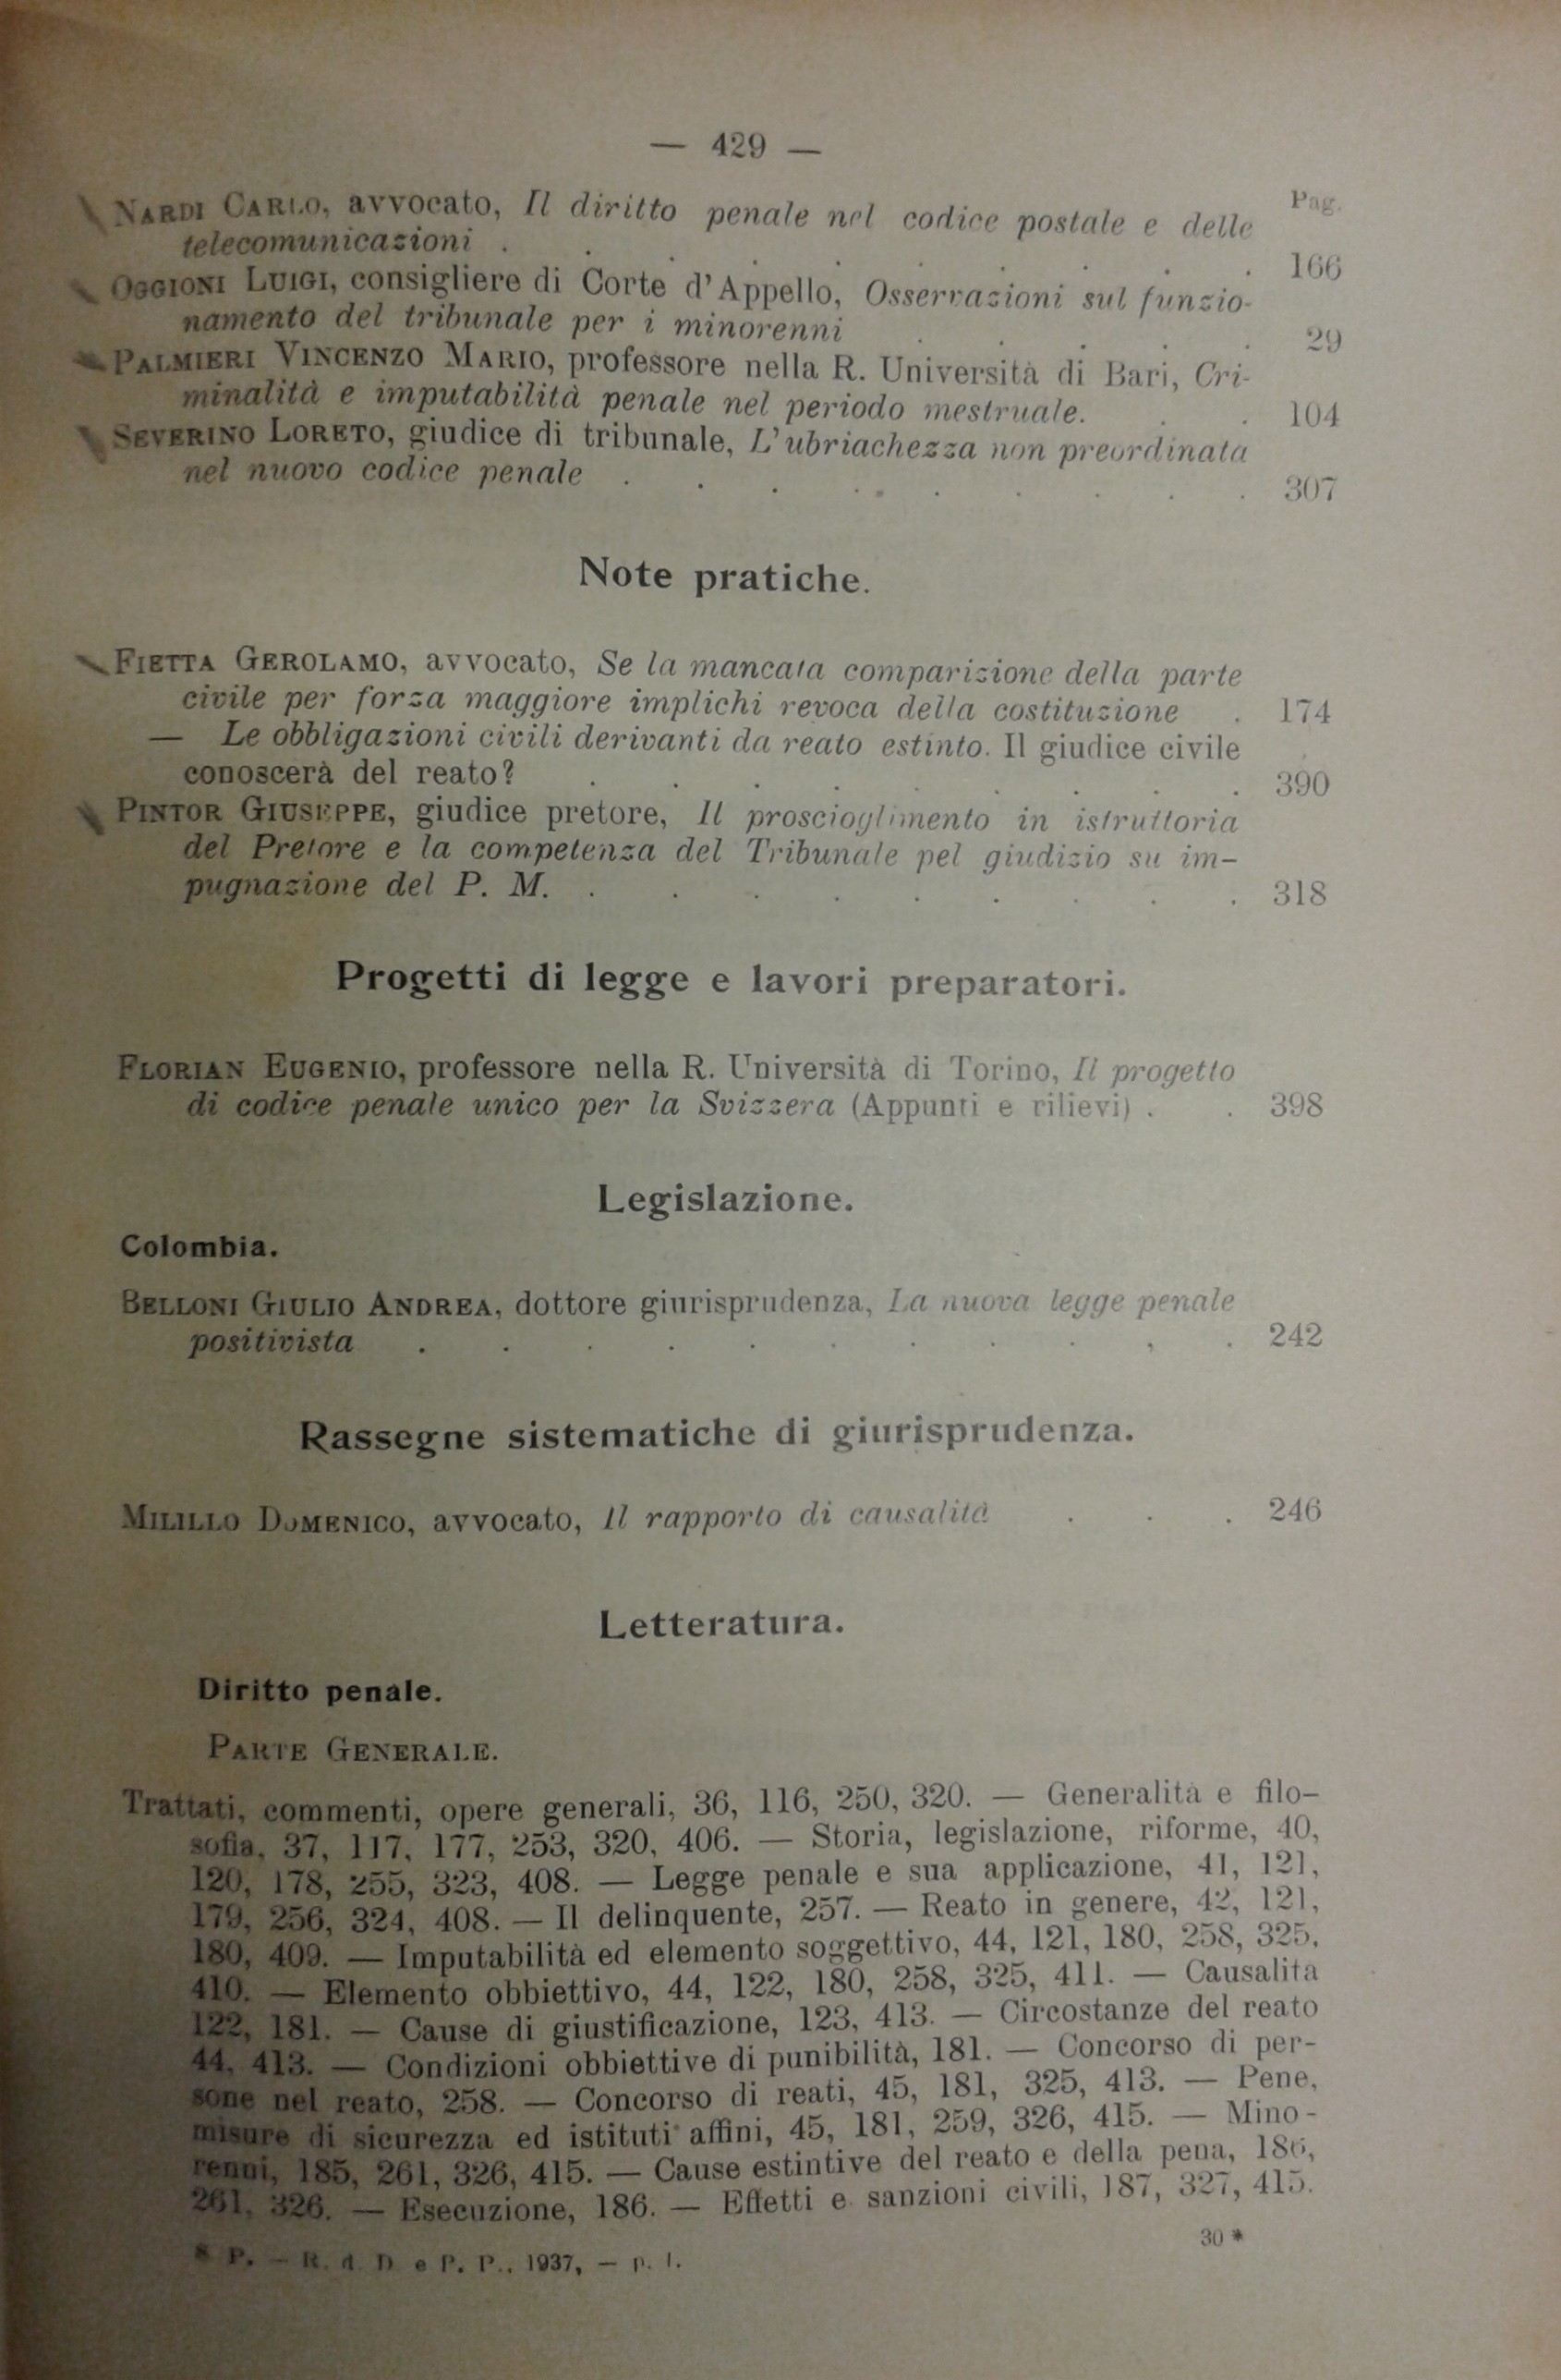 — 429 —
Pag.
NARDI CARLO, avvocato, Il diritto penale nel codice postale e delle
telecomunicazioni . . . . . . . . . . 166
OGGIONI LUIGI, consigliere di Corte d'Appello, Osservazioni sul funzio-
namento del tribunale per i minorenni . . . . . 29
PALMIERI VINCENZO MARIO, professore nella R. Università di Bari, Cri-
minalità e imputabilità penale nel periodo mestruale. . . 104
SEVERINO LORETO, giudice di tribunale, L'ubriachezza non preordinata
nel nuovo codice penale . . . . . . . . . 307
Note pratiche.
FIETTA GEROLAMO, avvocato, Se la mancata comparizione della parte
civile per forza maggiore implichi revoca della costituzione . 174
— Le obbligazioni civili derivanti da reato estinto. Il giudice civile
conoscerà del reato? . . . . . . . . . 390
PINTOR GIUSEPPE, giudice pretore, Il proscioglimento in istruttoria
del Pretore e la competenza del Tribunale pel giudizio su im-
pugnazione del P. M. . . . . . . . . . 318
Progetti di legge e lavori preparatori.
FLORIAN EUGENIO, professore nella R. Università di Torino, Il progetto
di codice penale unico per la Svizzera (Appunti e rilievi) . . 398
Legislazione.
Colombia.
BELLONI GIULIO ANDREA, dottore giurisprudenza, La nuova legge penale
positivista . . . . . . . . . , . 242
Rassegne sistematiche di giurisprudenza.
MILILLO DOMENICO, avvocato, Il rapporto di causalità . . . 246
Letteratura.
Diritto penale.
PARTE GENERALE.
Trattati, commenti, opere generali, 36, 116, 250, 320. — Generalità e filo-
sofia, 37, 117, 177, 253, 320, 406. — Storia, legislazione, riforme, 40,
120, 178, 255, 323, 408. — Legge penale e sua applicazione, 41, 121,
179, 256, 324, 408. — Il delinquente, 257. — Reato in genere, 42, 121,
180, 409. — Imputabilità ed elemento soggettivo, 44, 121, 180, 258, 325,
410. — Elemento obbiettivo, 44, 122, 180, 258, 325, 411. — Causalità
122, 181. — Cause di giustificazione, 123, 413. — Circostanze del reato
44, 413. — Condizioni obbiettive di punibilità, 181. — Concorso di per-
sone nel reato, 258. — Concorso di reati, 45, 181, 325, 413. — Pene,
misure di sicurezza ed istituti affini, 45, 181, 259, 326, 415. — Mino-
renni, 185, 261, 326, 415. — Cause estintive del reato e della pena, 186,
261, 326. — Esecuzione, 186. — Effetti e sanzioni civili, 187, 327, 415.
30 *
S P. — R. d. D e P. P., 1937, — p. I.